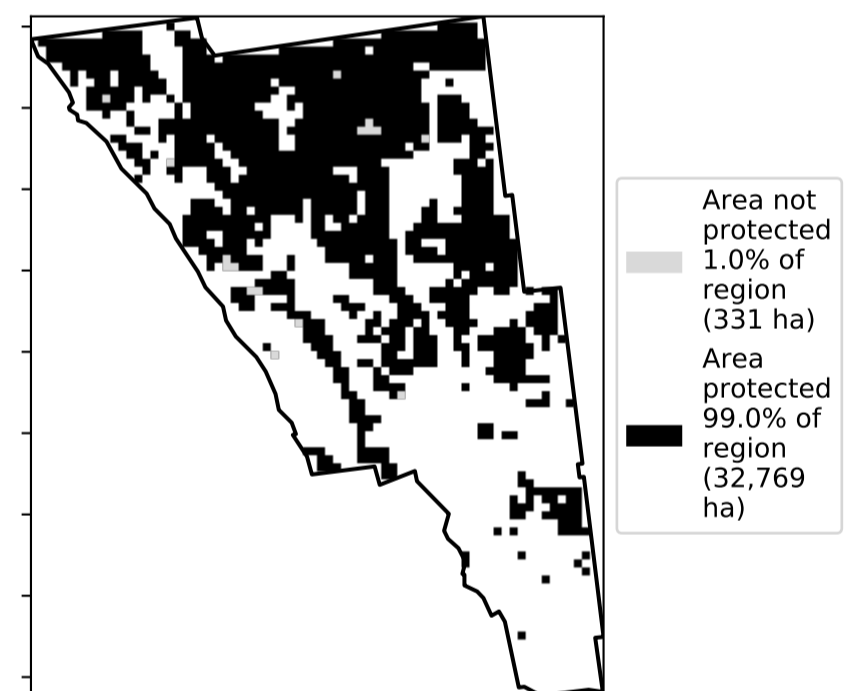 Area not
protected
1.0% of
region
(331 ha)
Area
protected
99.0% of
region
(32,769
ha)